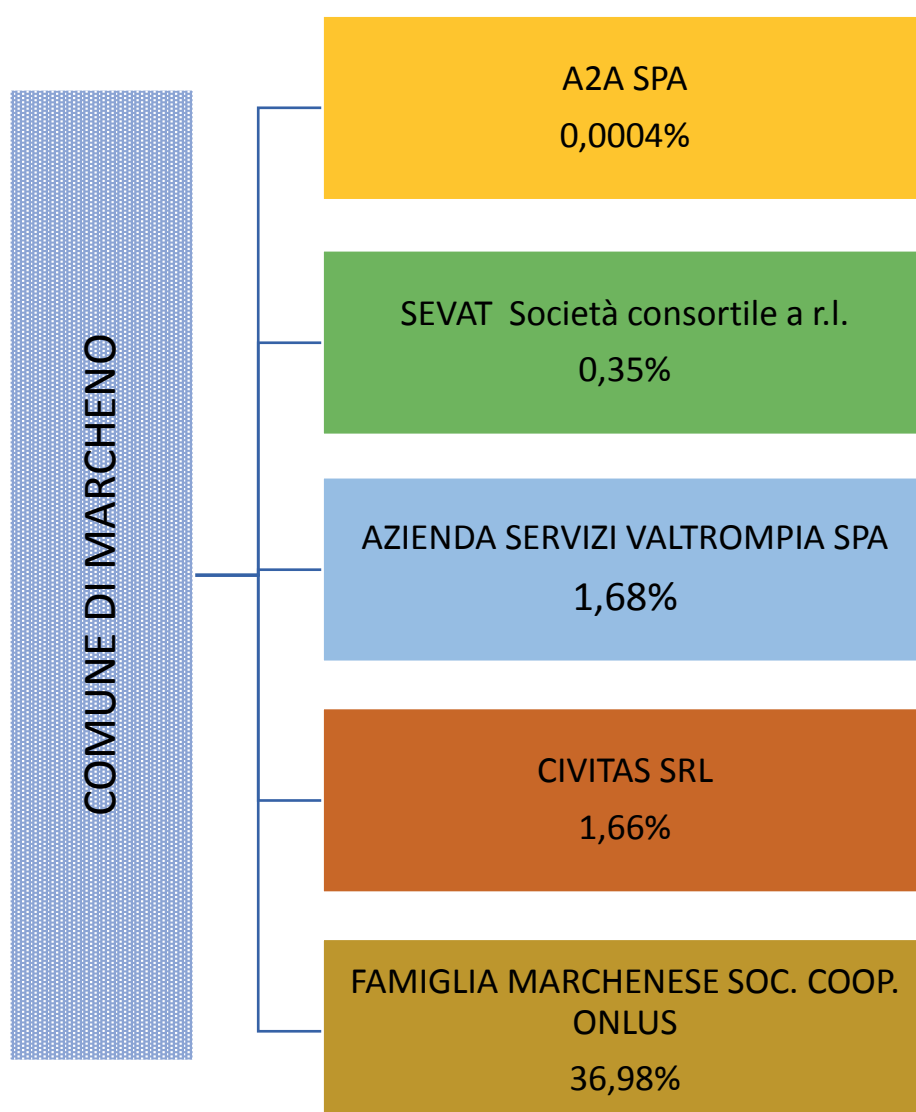 COMUNE DI MARCHENO
A2A SPA
0,0004%
SEVAT  Società consortile a r.l.
0,35%
AZIENDA SERVIZI VALTROMPIA SPA
1,68%
CIVITAS SRL
1,66%
FAMIGLIA MARCHENESE SOC. COOP.
ONLUS
36,98%